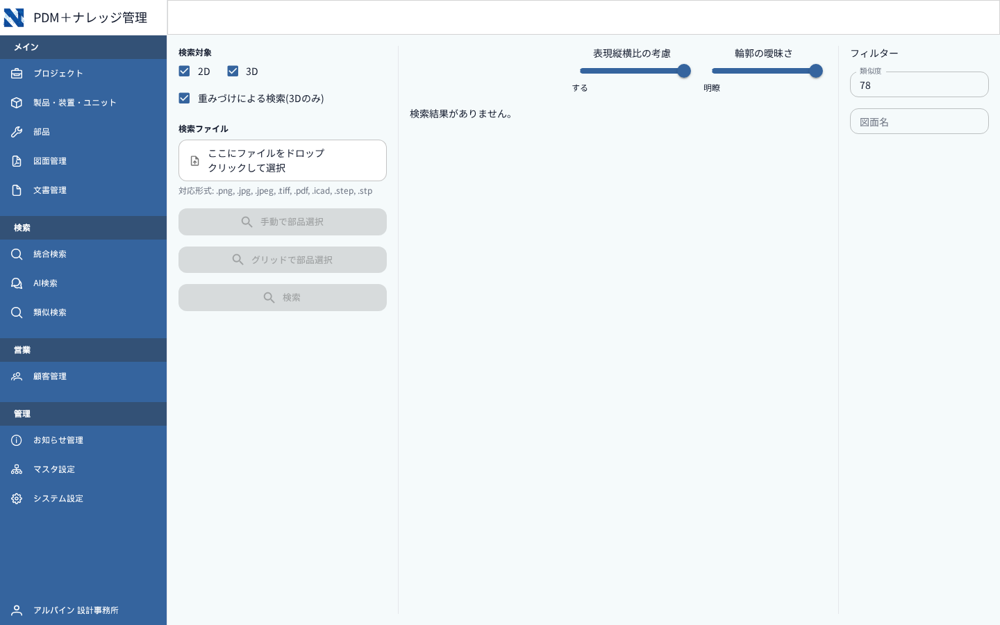 PDM＋ナレッジ管理
メイン
プロジェクト
製品・装置・ユニット
部品
図面管理
文書管理
検索
統合検索
AI検索
類似検索
営業
顧客管理
管理
お知らせ管理
マスタ設定
システム設定
アルパイン 設計事務所
検索対象
2D 3D
重みづけによる検索(3Dのみ)
検索ファイル
ここにファイルをドロップ
クリックして選択
対応形式: .png, .jpg, .jpeg, .tiff, .pdf, .icad, .step, .stp
手動で部品選択
グリッドで部品選択
検索
表現縦横比の考慮
する
輪郭の曖昧さ
明瞭
検索結果がありません。
フィルター
類似度
78
図面名